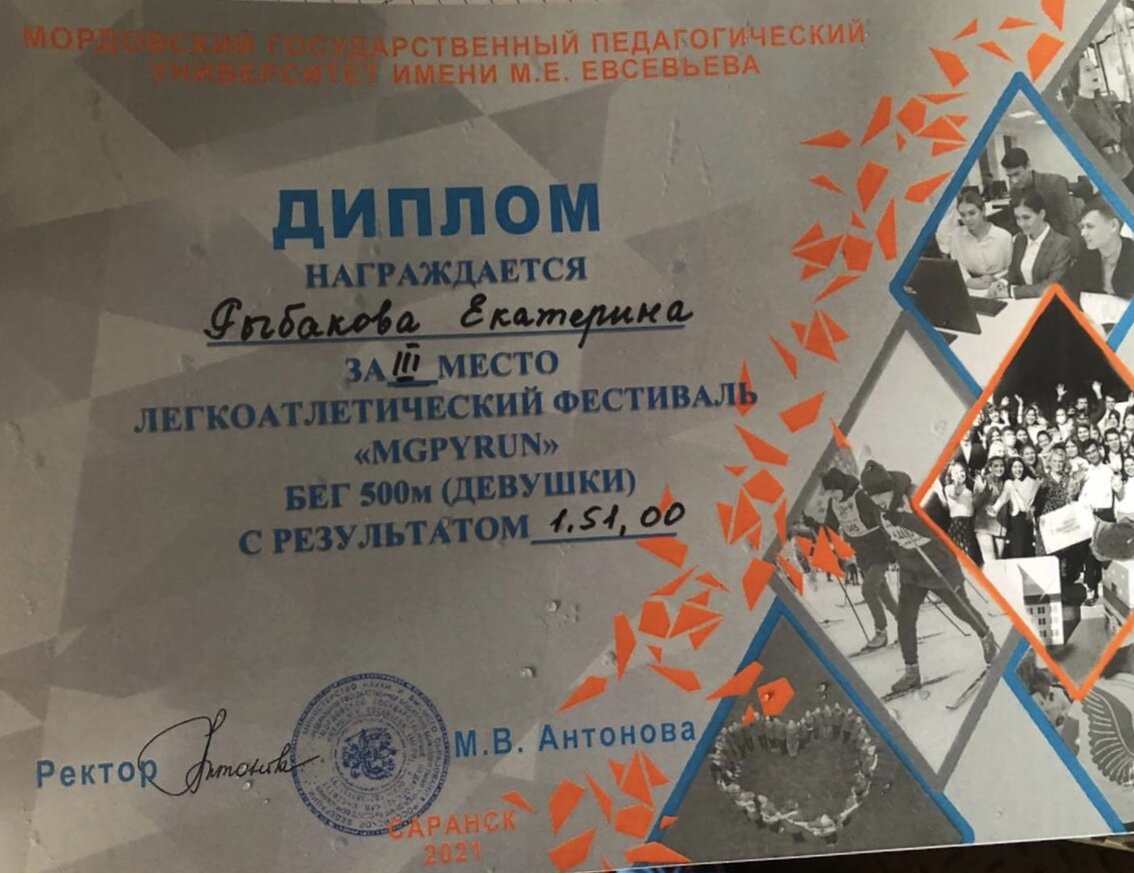 МОРДОВСКИЙ ГОСУДАРСТВЕННЫЙ ПЕДАГОГИЧЕСКИЙ
УНИВЕРСИТЕТ ИМЕНИ М.Е. ЕВСЕВЬЕВА
ДИПЛОМ
НАГРАЖДАЕТСЯ
Рыбакова Екатерина
ЗА III МЕСТО
ЛЕГКОАТЛЕТИЧЕСКИЙ ФЕСТИВАЛЬ
«MGPYRUN»
БЕГ 500м (ДЕВУШКИ)
С РЕЗУЛЬТАТОМ 1.51,00
Ректор Антонова М.В. Антонова
САРАНСК
2021